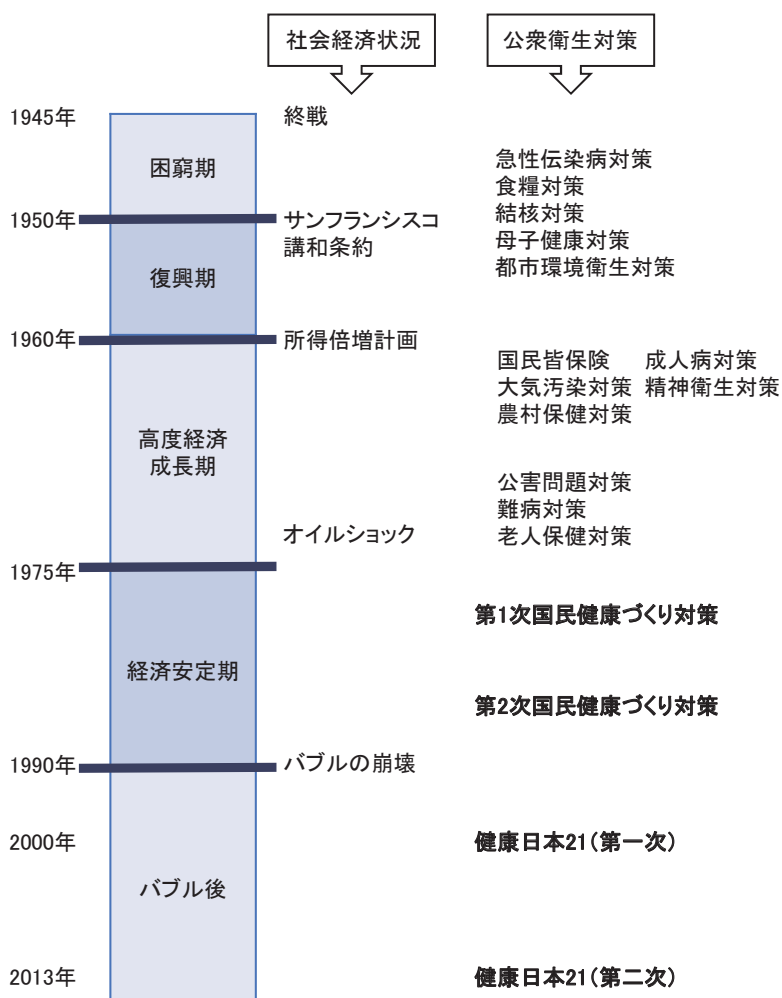 社会経済状況
公衆衛生対策
1945年
終戦
困窮期
急性伝染病対策
食糧対策
結核対策
母子健康対策
都市環境衛生対策
1950年
サンフランシスコ
講和条約
復興期
1960年
所得倍増計画
国民皆保険 成人病対策
大気汚染対策 精神衛生対策
農村保健対策
高度経済
成長期
公害問題対策
難病対策
老人保健対策
オイルショック
1975年
第1次国民健康づくり対策
経済安定期
第2次国民健康づくり対策
1990年
バブルの崩壊
2000年
健康日本21（第一次）
バブル後
2013年
健康日本21（第二次）